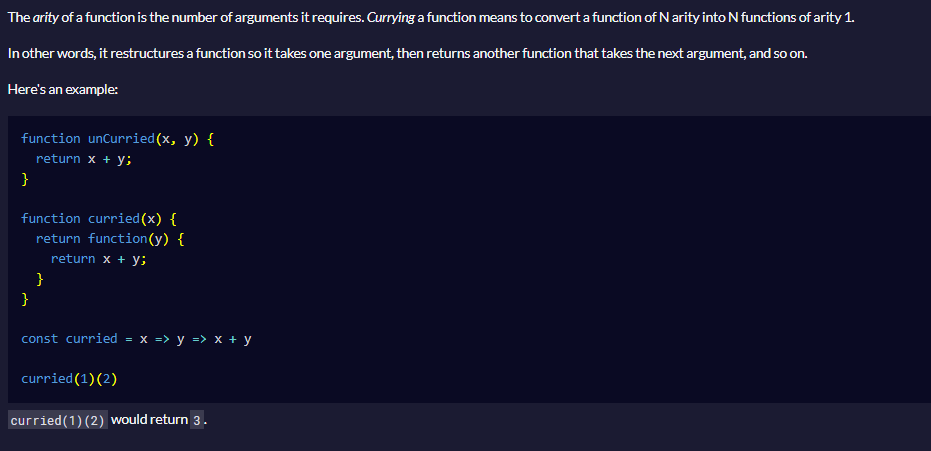 The arity of a function is the number of arguments it requires. Currying a function means to convert a function of N arity into N functions of arity 1.
In other words, it restructures a function so it takes one argument, then returns another function that takes the next argument, and so on.
Here's an example:
function unCurried(x, y) {
  return x + y;
}
function curried(x) {
  return function(y) {
    return x + y;
  }
}
const curried = x => y => x + y
curried(1)(2)
curried(1)(2) would return 3.